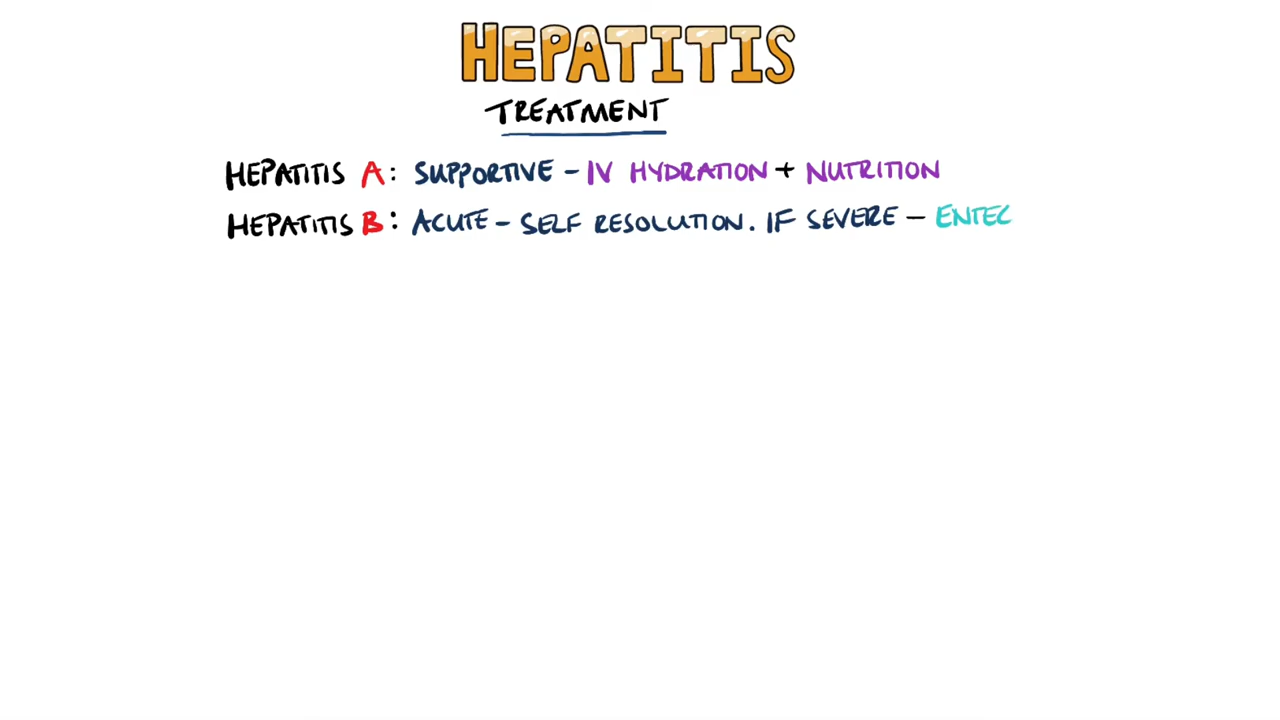 HEPATITIS
TREATMENT
HEPATITIS A: SUPPORTIVE - IV HYDRATION + NUTRITION
HEPATITIS B: ACUTE - SELF RESOLUTION. IF SEVERE - ENTEC